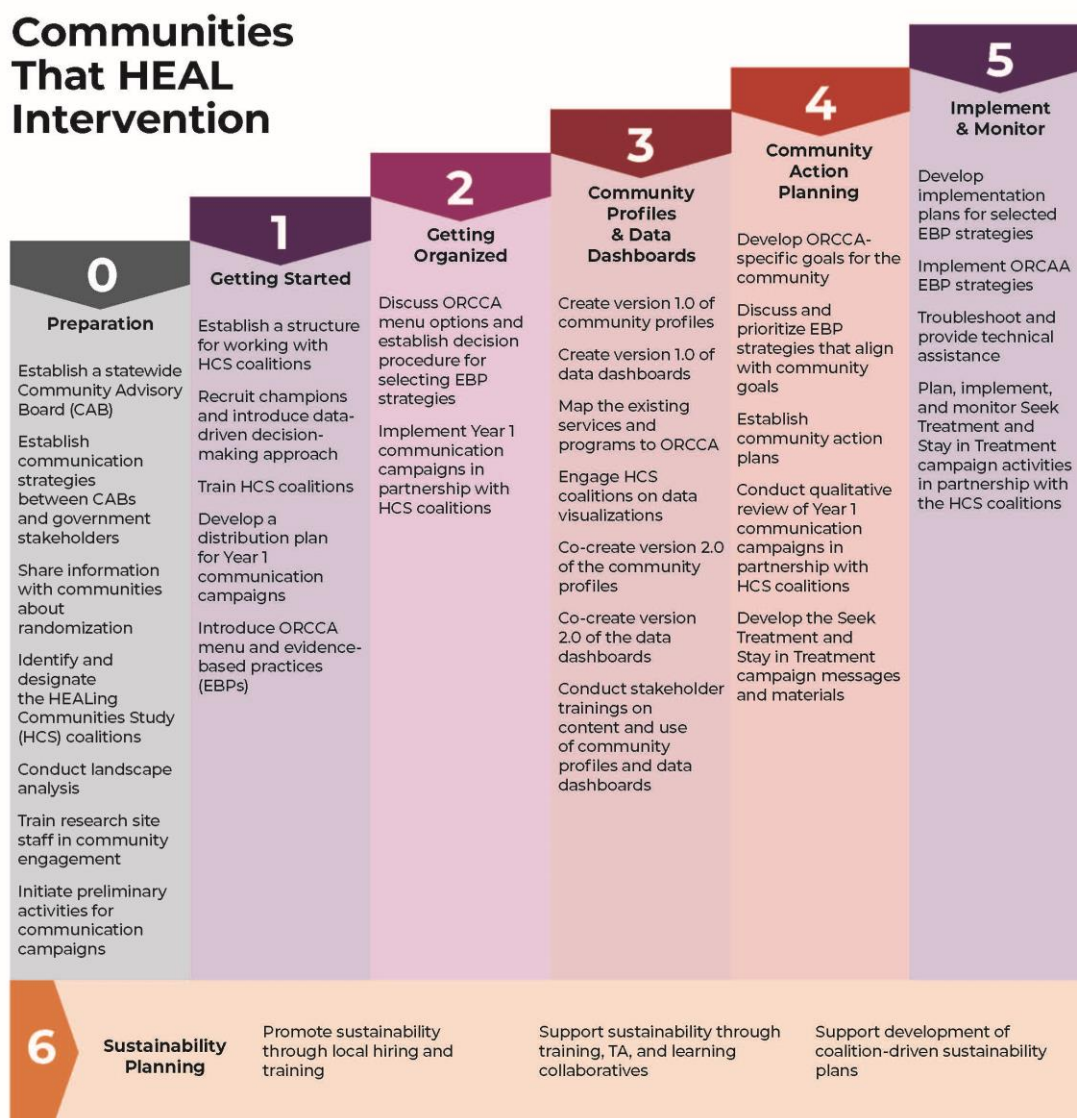 Communities
That HEAL
Intervention
0
Preparation
Establish a statewide
Community Advisory
Board (CAB)
Establish
communication
strategies
between CABs
and government
stakeholders
Share information
with communities
about
randomization
Identify and
designate
the HEALing
Communities Study
(HCS) coalitions
Conduct landscape
analysis
Train research site
staff in community
engagement
Initiate preliminary
activities for
communication
campaigns
1
Getting Started
Establish a structure
for working with
HCS coalitions
Recruit champions
and introduce data-
driven decision-
making approach
Train HCS coalitions
Develop a
distribution plan
for Year 1
communication
campaigns
Introduce ORCCA
menu and evidence-
based practices
(EBPs)
2
Getting
Organized
Discuss ORCCA
menu options and
establish decision
procedure for
selecting EBP
strategies
Implement Year 1
communication
campaigns in
partnership with
HCS coalitions
3
Community
Profiles
& Data
Dashboards
Create version 1.0 of
community profiles
Create version 1.0 of
data dashboards
Map the existing
services and
programs to ORCCA
Engage HCS
coalitions on data
visualizations
Co-create version 2.0
of the community
profiles
Co-create version
2.0 of the data
dashboards
Conduct stakeholder
trainings on
content and use
of community
profiles and data
dashboards
4
Community
Action
Planning
Develop ORCCA-
specific goals for the
community
Discuss and
prioritize EBP
strategies that align
with community
goals
Establish
community action
plans
Conduct qualitative
review of Year 1
communication
campaigns in
partnership with
HCS coalitions
Develop the Seek
Treatment and
Stay in Treatment
campaign messages
and materials
5
Implement
& Monitor
Develop
implementation
plans for selected
EBP strategies
Implement ORCAA
EBP strategies
Troubleshoot and
provide technical
assistance
Plan, implement,
and monitor Seek
Treatment and
Stay in Treatment
campaign activities
in partnership with
the HCS coalitions
6
Sustainability
Planning
Promote sustainability
through local hiring and
training
Support sustainability through
training, TA, and learning
collaboratives
Support development of
coalition-driven sustainability
plans